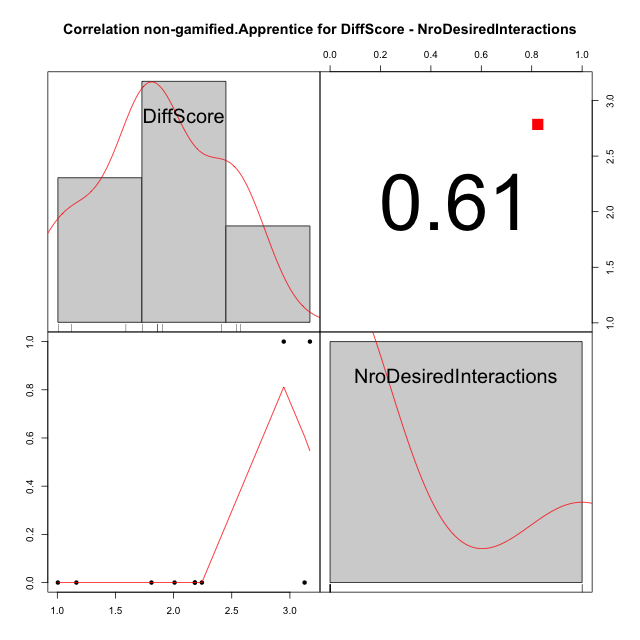 Correlation non-gamified.Apprentice for DiffScore - NroDesiredInteractions
0.0 0.2 0.4 0.6 0.8 1.0
DiffScore
0.61
1.0 1.5 2.0 2.5 3.0
0.0 0.2 0.4 0.6 0.8 1.0
NroDesiredInteractions
1.0 1.5 2.0 2.5 3.0